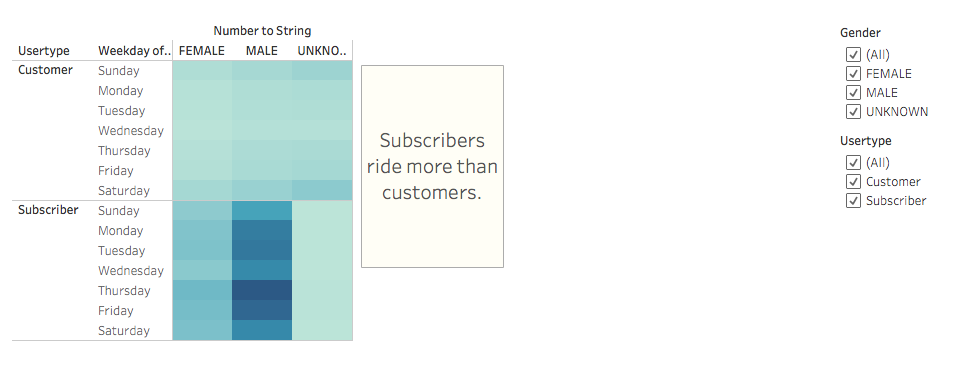 Number to String
Usertype Weekday of.. FEMALE MALE UNKNO..
Customer Sunday
Monday
Tuesday
Wednesday
Thursday
Friday
Saturday
Subscriber Sunday
Monday
Tuesday
Wednesday
Thursday
Friday
Saturday
Subscribers
ride more than
customers.
Gender
(All)
FEMALE
MALE
UNKNOWN
Usertype
(All)
Customer
Subscriber